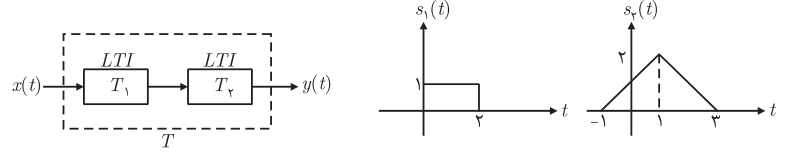 LTI LTI
x(t) T۱ T۲ y(t)
T
s۱(t)
۱
۲ t
s۲(t)
۲
-۱ ۱ ۳ t